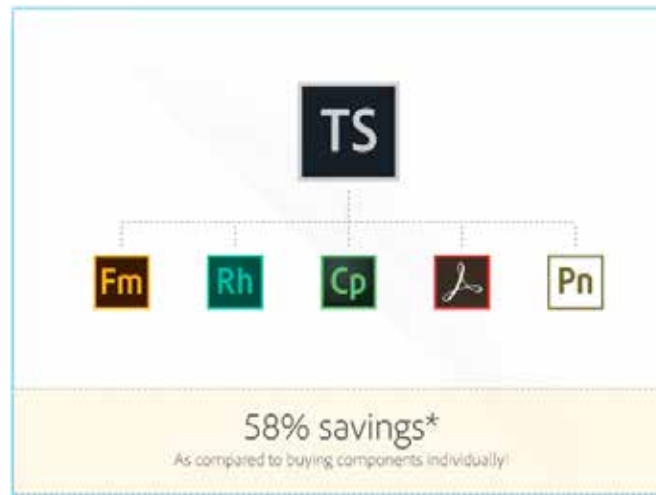 TS
Fm Rh Cp Pn
58% savings*
As compared to buying components individually!